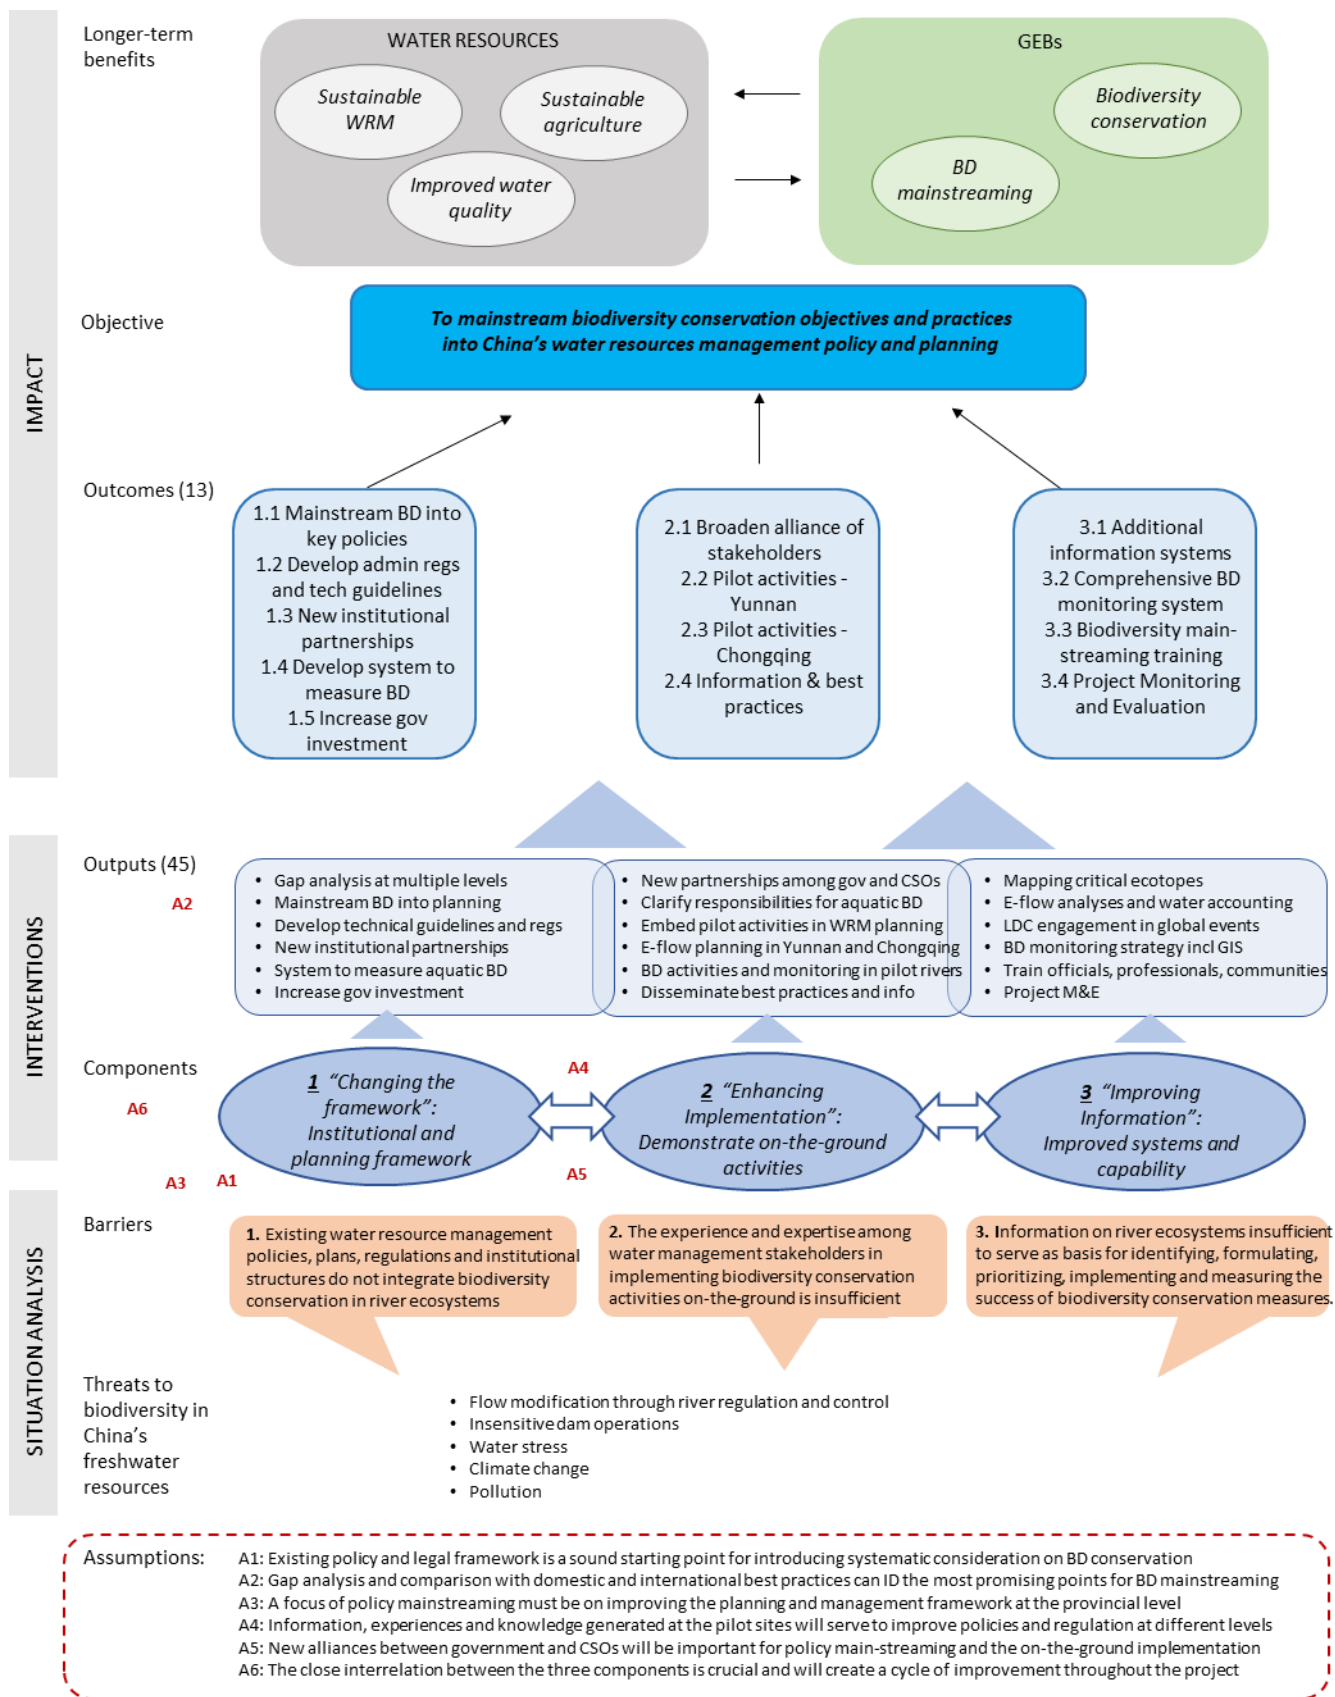 Longer-term
benefits
WATER RESOURCES
Sustainable
WRM
Sustainable
agriculture
Improved water
quality
GEBs
Biodiversity
conservation
BD
mainstreaming
IMPACT
Objective
To mainstream biodiversity conservation objectives and practices
into China's water resources management policy and planning
Outcomes (13)
1.1 Mainstream BD into
key policies
1.2 Develop admin regs
and tech guidelines
1.3 New institutional
partnerships
1.4 Develop system to
measure BD
1.5 Increase gov
investment
2.1 Broaden alliance of
stakeholders
2.2 Pilot activities -
Yunnan
2.3 Pilot activities -
Chongqing
2.4 Information & best
practices
3.1 Additional
information systems
3.2 Comprehensive BD
monitoring system
3.3 Biodiversity main-
streaming training
3.4 Project Monitoring
and Evaluation
INTERVENTIONS
Outputs (45)
A2
• Gap analysis at multiple levels
• Mainstream BD into planning
• Develop technical guidelines and regs
• New institutional partnerships
• System to measure aquatic BD
• Increase gov investment
• New partnerships among gov and CSOs
• Clarify responsibilities for aquatic BD
• Embed pilot activities in WRM planning
• E-flow planning in Yunnan and Chongqing
• BD activities and monitoring in pilot rivers
• Disseminate best practices and info
• Mapping critical ecotopes
• E-flow analyses and water accounting
• LDC engagement in global events
• BD monitoring strategy incl GIS
• Train officials, professionals, communities
• Project M&E
Components
A6
A3
A1
1 "Changing the
framework":
Institutional and
planning framework
A4
A5
2 "Enhancing
Implementation":
Demonstrate on-the-ground
activities
3 "Improving
Information":
Improved systems and
capability
SITUATION ANALYSIS
Barriers
1. Existing water resource management
policies, plans, regulations and institutional
structures do not integrate biodiversity
conservation in river ecosystems
2. The experience and expertise among
water management stakeholders in
implementing biodiversity conservation
activities on-the-ground is insufficient
3. Information on river ecosystems insufficient
to serve as basis for identifying, formulating,
prioritizing, implementing and measuring the
success of biodiversity conservation measures.
Threats to
biodiversity in
China's
freshwater
resources
• Flow modification through river regulation and control
• Insensitive dam operations
• Water stress
• Climate change
• Pollution
Assumptions:
A1: Existing policy and legal framework is a sound starting point for introducing systematic consideration on BD conservation
A2: Gap analysis and comparison with domestic and international best practices can ID the most promising points for BD mainstreaming
A3: A focus of policy mainstreaming must be on improving the planning and management framework at the provincial level
A4: Information, experiences and knowledge generated at the pilot sites will serve to improve policies and regulation at different levels
A5: New alliances between government and CSOs will be important for policy main-streaming and the on-the-ground implementation
A6: The close interrelation between the three components is crucial and will create a cycle of improvement throughout the project